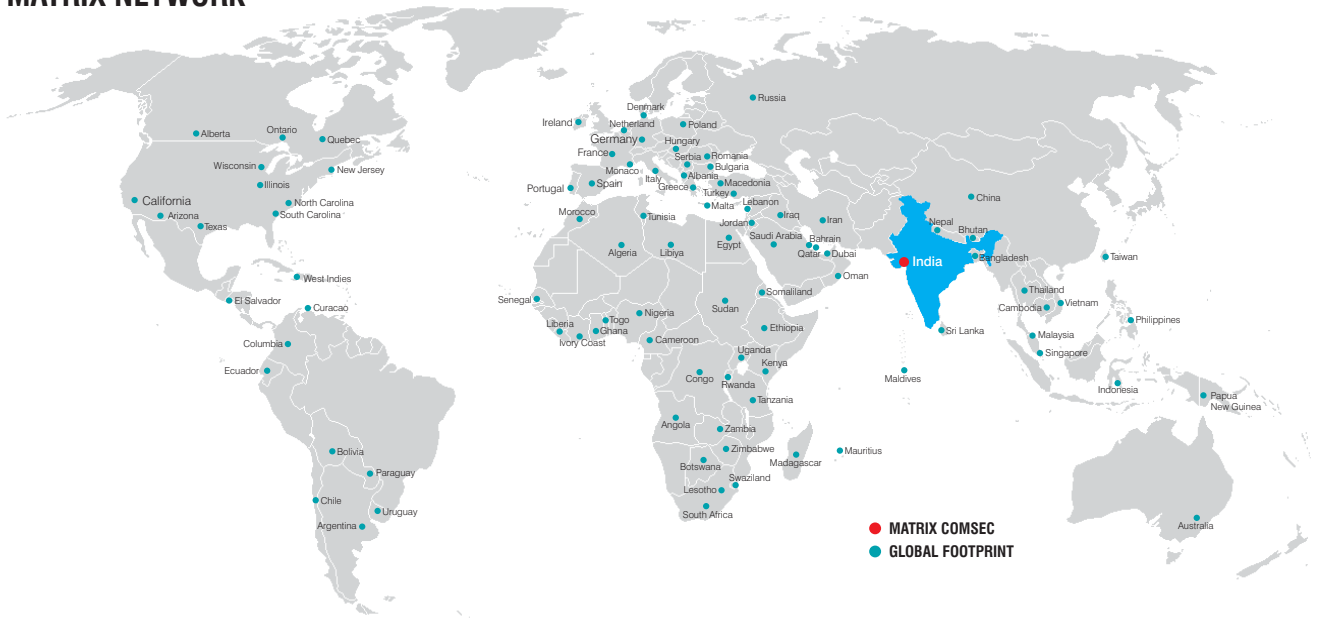 MATRIX NETWORK
Russia
Denmark
Ireland
Netherland
Poland
Alberta
Ontario
Quebec
Germany
Hungary
France
Serbia
Romania
Wisconsin
New Jersey
Monaco
Italy
Bulgaria
Albania
Illinois
Portugal
Spain
Greece
Macedonia
Turkey
California
North Carolina
Malta
Lebanon
China
Arizona
South Carolina
Morocco
Tunisia
Iraq
Iran
Texas
Jordan
Nepal
Saudi Arabia
Bahrain
Bhutan
Algeria
Libiya
Egypt
Qatar
Dubai
India
Bangladesh
Taiwan
West Indies
Oman
El Salvador
Senegal
Somaliland
Thailand
Curacao
Sudan
Cambodia
Vietnam
Nigeria
Togo
Liberia
Ghana
Ivory Coast
Ethiopia
Sri Lanka
Philippines
Columbia
Cameroon
Malaysia
Uganda
Singapore
Ecuador
Kenya
Congo
Rwanda
Maldives
Indonesia
Tanzania
Papua
New Guinea
Angola
Zambia
Bolivia
Zimbabwe
Mauritius
Botswana
Madagascar
Paraguay
Swaziland
Lesotho
Chile
Uruguay
South Africa
Argentina
Australia
MATRIX COMSEC
GLOBAL FOOTPRINT